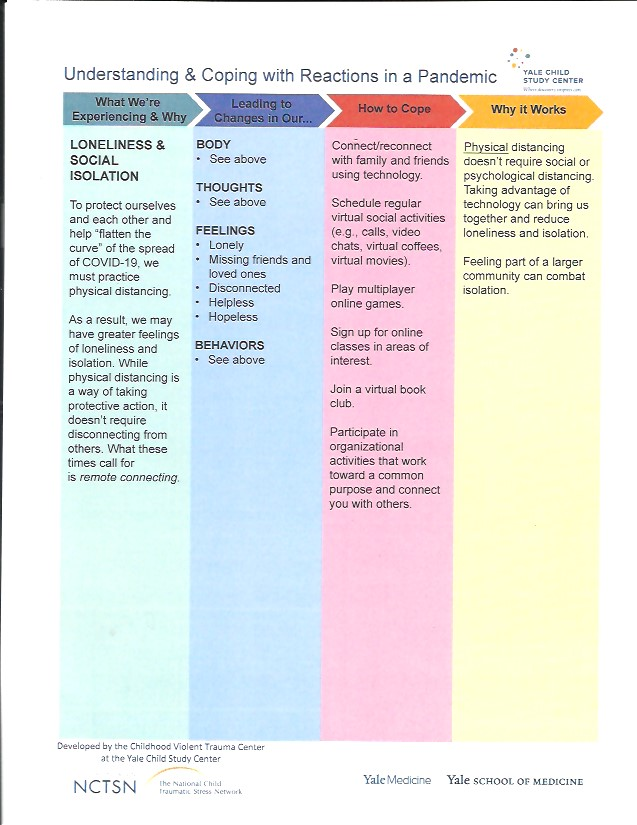 Understanding & Coping with Reactions in a Pandemic
YALE CHILD
STUDY CENTER
Where discovery inspires care
What We're
Experiencing & Why
Leading to
Changes in Our...
How to Cope
Why it Works
LONELINESS &
SOCIAL
ISOLATION
To protect ourselves
and each other and
help “flatten the
curve” of the spread
of COVID-19, we
must practice
physical distancing.
As a result, we may
have greater feelings
of loneliness and
isolation. While
physical distancing is
a way of taking
protective action, it
doesn’t require
disconnecting from
others. What these
times call for
is remote connecting.
BODY
• See above
THOUGHTS
• See above
FEELINGS
• Lonely
• Missing friends and
loved ones
• Disconnected
• Helpless
• Hopeless
BEHAVIORS
• See above
Connect/reconnect
with family and friends
using technology.
Schedule regular
virtual social activities
(e.g., calls, video
chats, virtual coffees,
virtual movies).
Play multiplayer
online games.
Sign up for online
classes in areas of
interest.
Join a virtual book
club.
Participate in
organizational
activities that work
toward a common
purpose and connect
you with others.
Physical distancing
doesn’t require social or
psychological distancing.
Taking advantage of
technology can bring us
together and reduce
loneliness and isolation.
Feeling part of a larger
community can combat
isolation.
Developed by the Childhood Violent Trauma Center
at the Yale Child Study Center
NCTSN
The National Child
Traumatic Stress Network
Yale Medicine
Yale SCHOOL OF MEDICINE